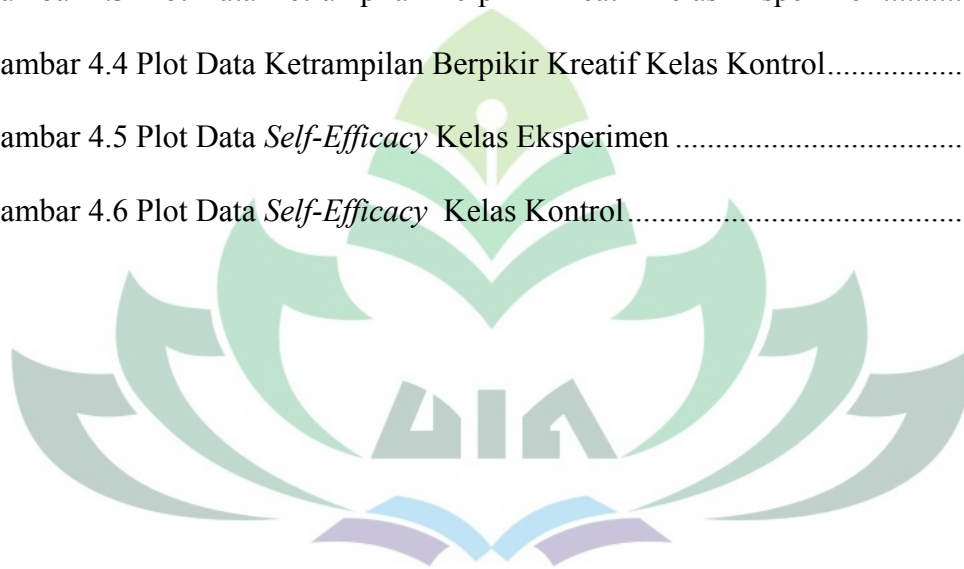 ambar 4.4 Plot Data Ketrampilan Berpikir Kreatif Kelas Kontrol.................
ambar 4.5 Plot Data Self-Efficacy Kelas Eksperimen ....................................
ambar 4.6 Plot Data Self-Efficacy Kelas Kontrol..........................................
UIN